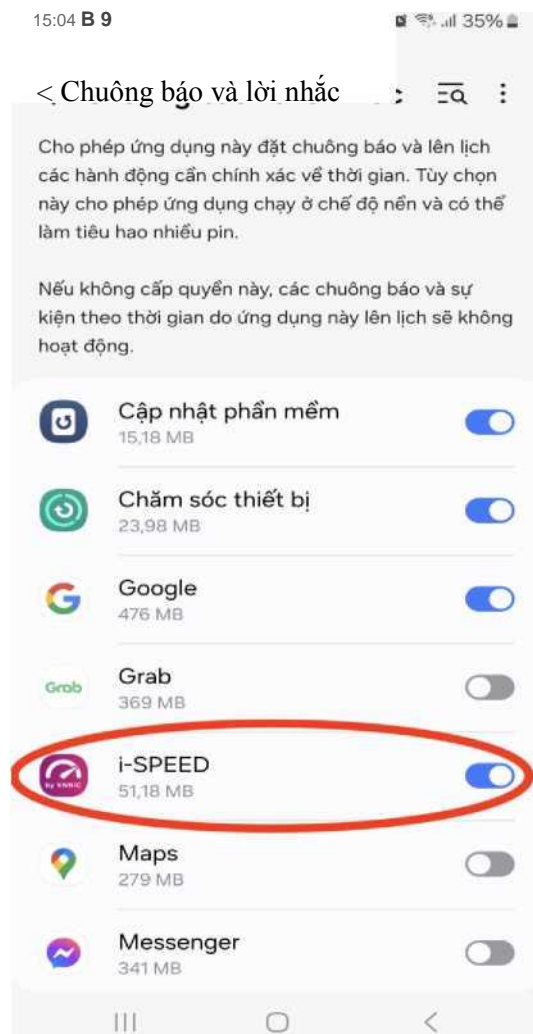 15:04 B 9
35%
< Chuông báo và lời nhắc
Cho phép ứng dụng này đặt chuông báo và lên lịch
các hành động cần chính xác về thời gian. Tùy chọn
này cho phép ứng dụng chạy ở chế độ nền và có thể
làm tiêu hao nhiều pin.
Nếu không cấp quyền này, các chuông báo và sự
kiện theo thời gian do ứng dụng này lên lịch sẽ không
hoạt động.
Cập nhật phần mềm
15,18 MB
Chăm sóc thiết bị
23,98 MB
Google
476 MB
Grab
Grab
369 MB
i-SPEED
by VNNIC
51,18 MB
Maps
279 MB
Messenger
341 MB